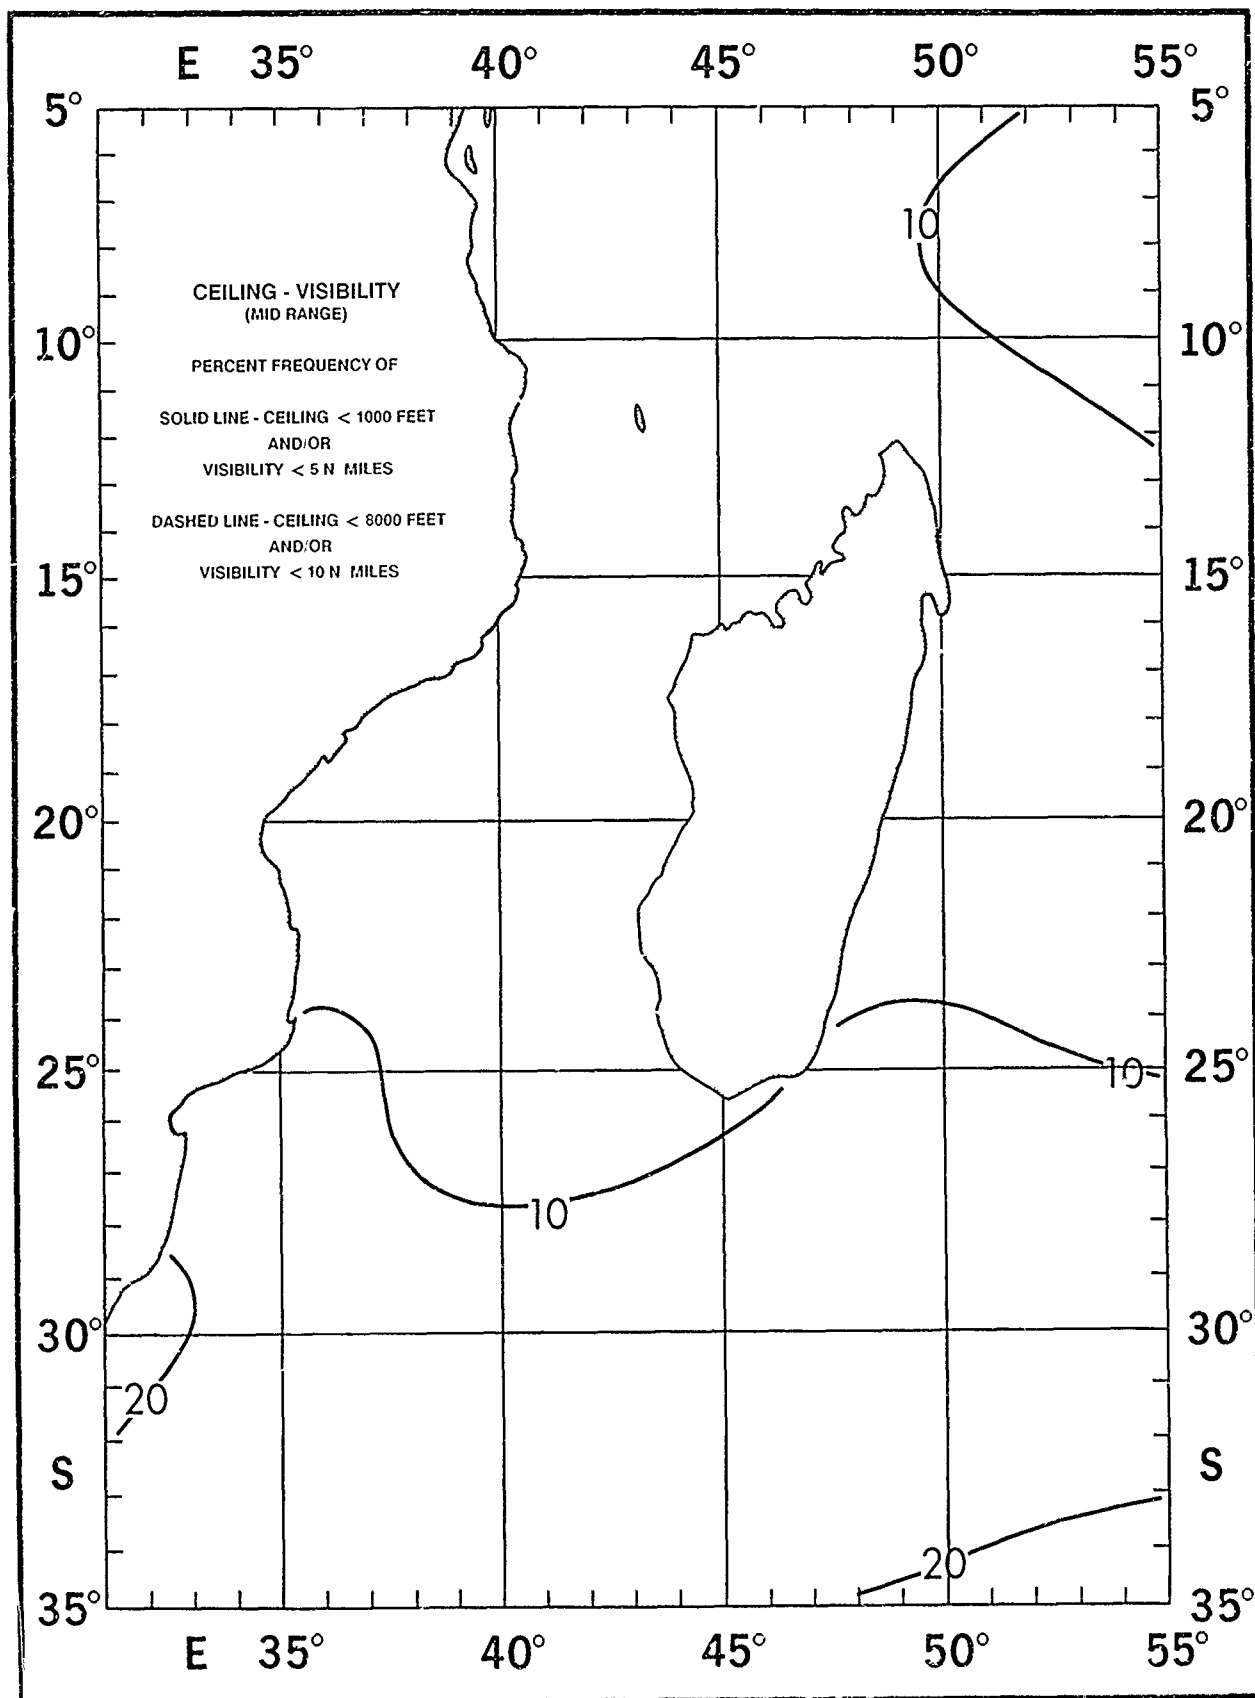 E 35° 40° 45° 50° 55°
5° 5°
10
CEILING - VISIBILITY
(MID RANGE)
10° 10°
PERCENT FREQUENCY OF
SOLID LINE - CEILING < 1000 FEET
AND/OR
VISIBILITY < 5 N MILES
DASHED LINE - CEILING < 8000 FEET
AND/OR
VISIBILITY < 10 N MILES
15° 15°
20° 20°
25° 10 25°
10
30° 30°
20
S S
20
35° 35°
E 35° 40° 45° 50° 55°